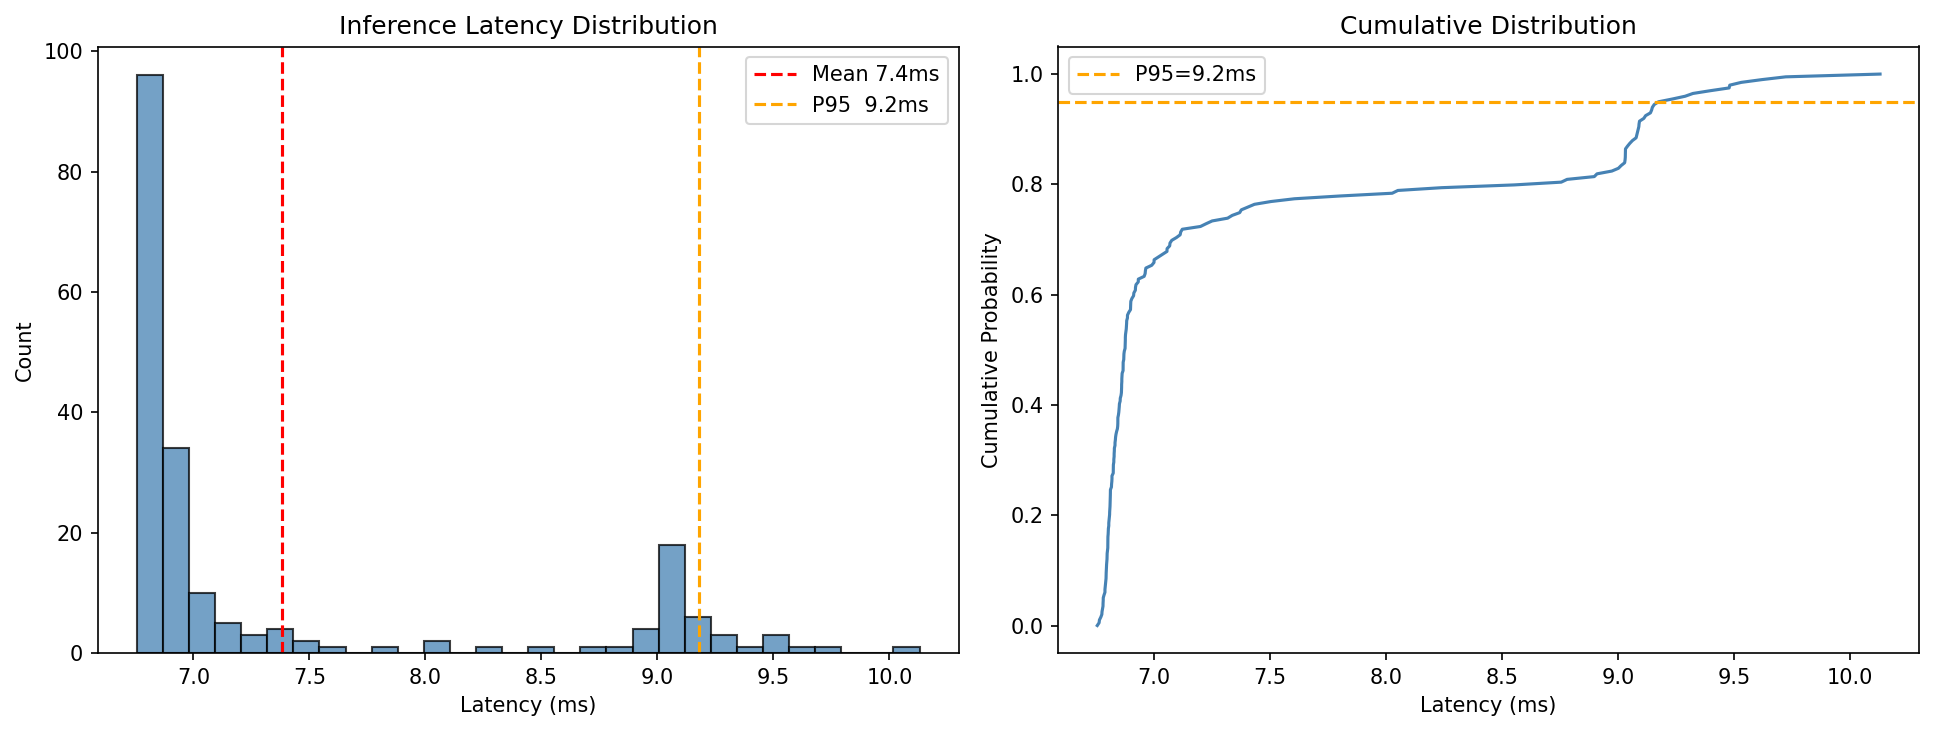 Inference Latency Distribution
100
80
60
40
20
0
Count
Mean 7.4ms
P95  9.2ms
7.0 7.5 8.0 8.5 9.0 9.5 10.0
Latency (ms)
Cumulative Distribution
1.0
0.8
0.6
0.4
0.2
0.0
Cumulative Probability
P95=9.2ms
7.0 7.5 8.0 8.5 9.0 9.5 10.0
Latency (ms)